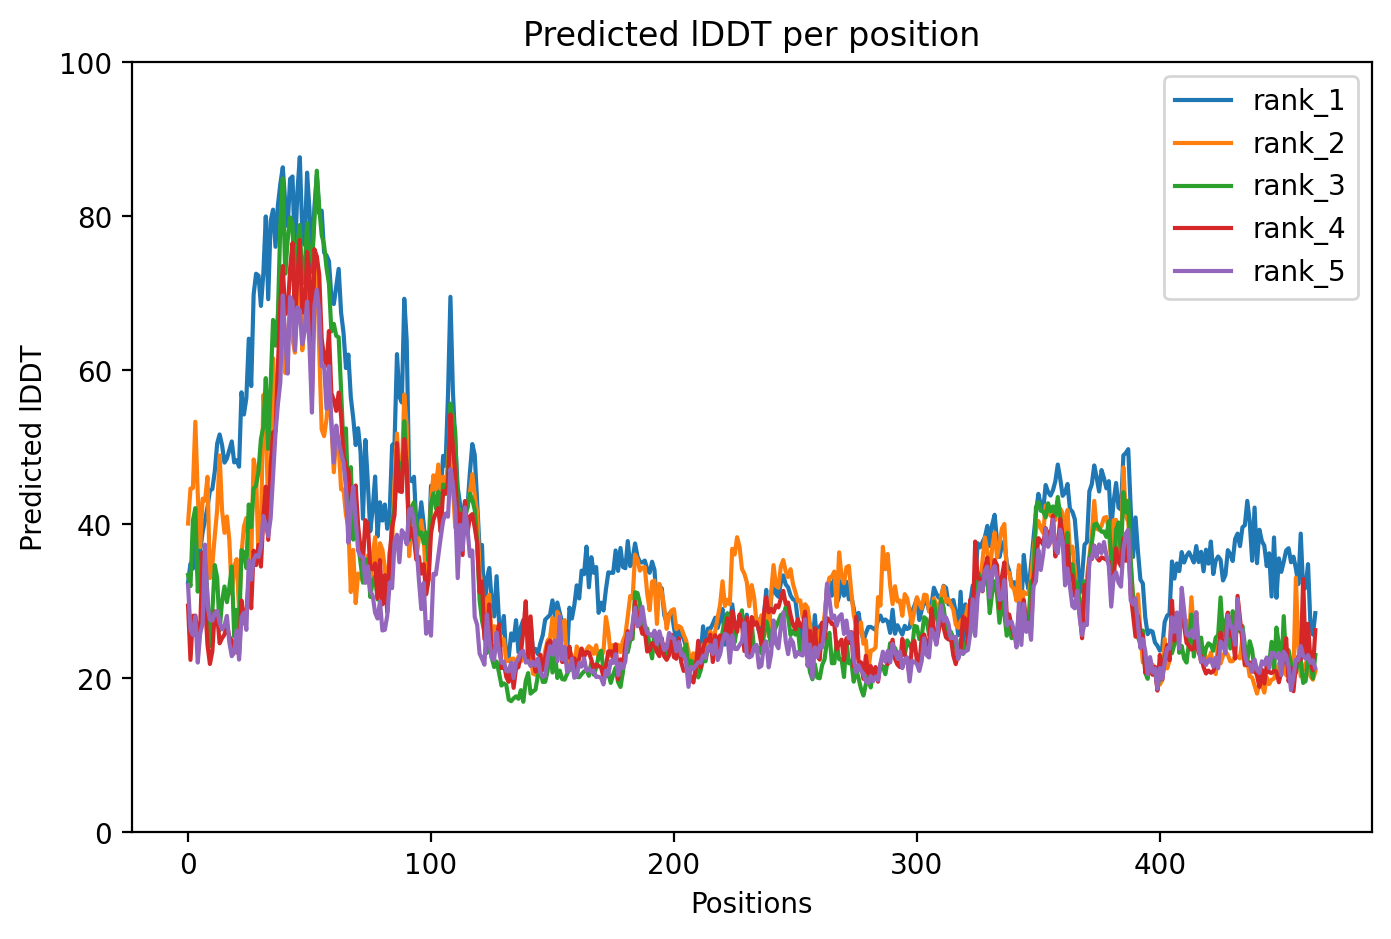 Predicted lDDT per position
100
80
60
40
20
0
Predicted lDDT
0 100 200 300 400
Positions
rank_1
rank_2
rank_3
rank_4
rank_5